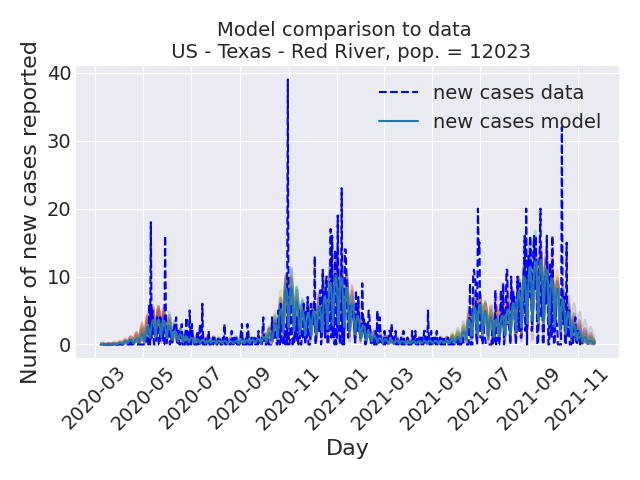 Model comparison to data
US - Texas - Red River, pop. = 12023
Number of new cases reported
40
30
20
10
0
new cases data
new cases model
2020-03
2020-05
2020-07
2020-09
2020-11
2021-01
2021-03
2021-05
2021-07
2021-09
2021-11
Day